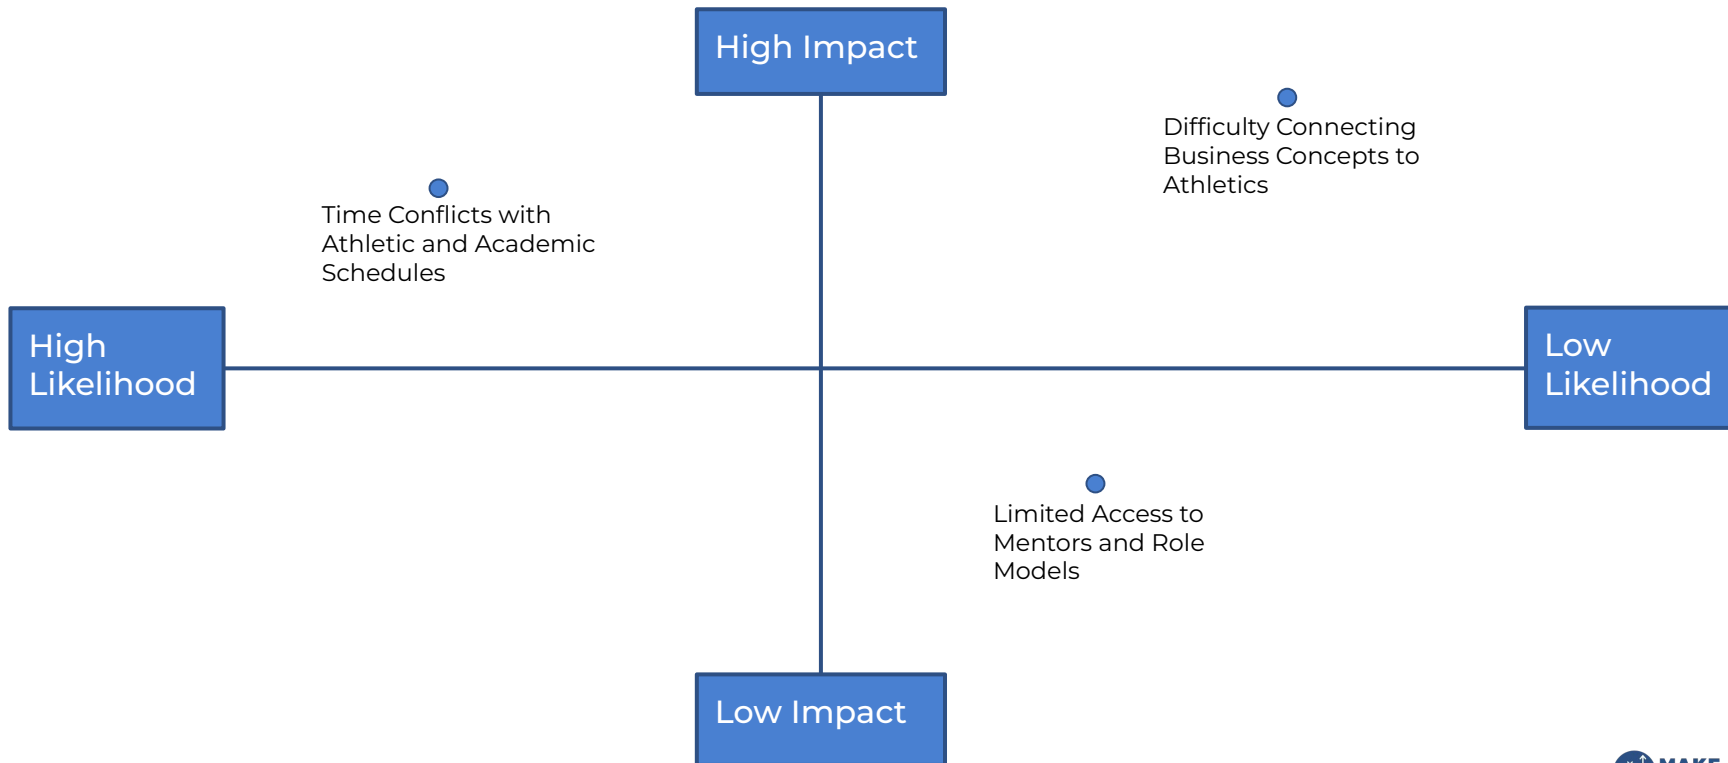 High Impact
Difficulty Connecting
Business Concepts to
Athletics
Time Conflicts with
Athletic and Academic
Schedules
High
Likelihood
Low
Likelihood
Limited Access to
Mentors and Role
Models
Low Impact
MAKE